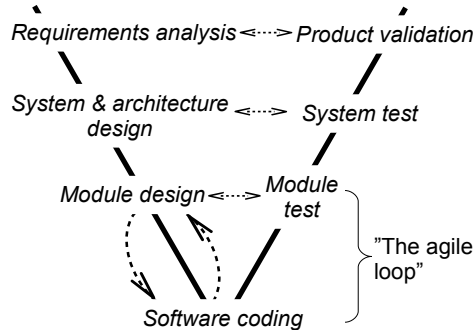 Requirements analysis
Product validation
System & architecture
design
System test
Module design
Module
test
"The agile
loop"
Software coding